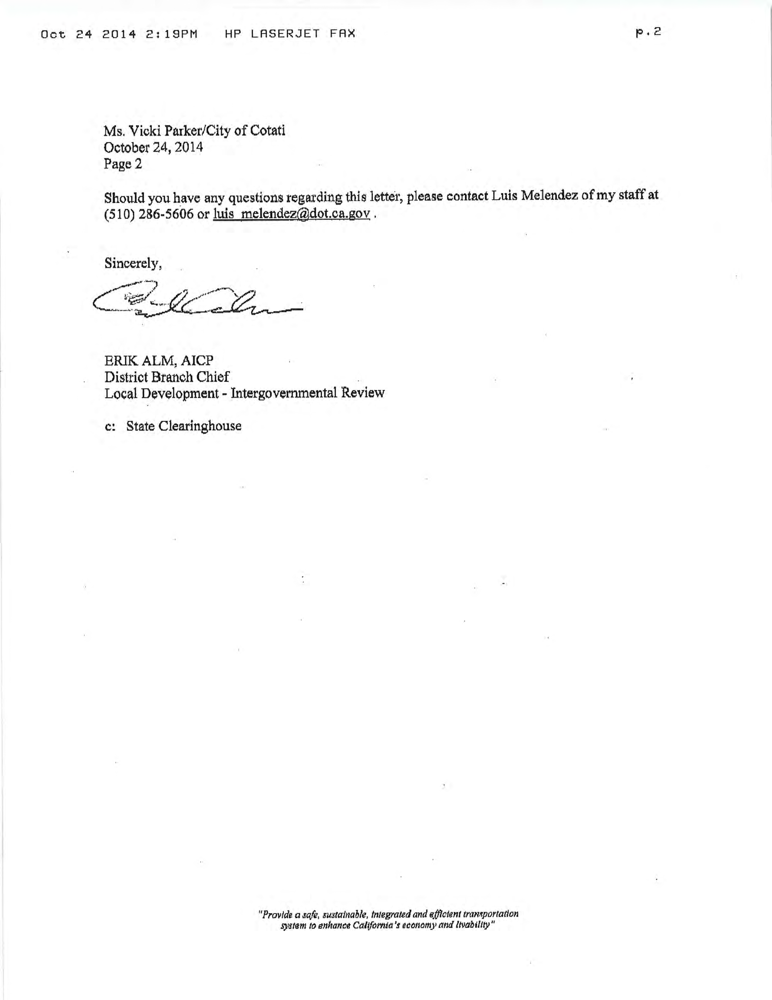 Oct 24 2014 2:19PM HP LASERJET FAX p.2
Ms. Vicki Parker/City of Cotati
October 24, 2014
Page 2
Should you have any questions regarding this letter, please contact Luis Melendez of my staff at
(510) 286-5606 or luis_melendez@dot.ca.gov .
Sincerely,
ERIK ALM, AICP
District Branch Chief
Local Development - Intergovernmental Review
c: State Clearinghouse
"Provide a safe, sustainable, integrated and efficient transportation
system to enhance California's economy and livability"